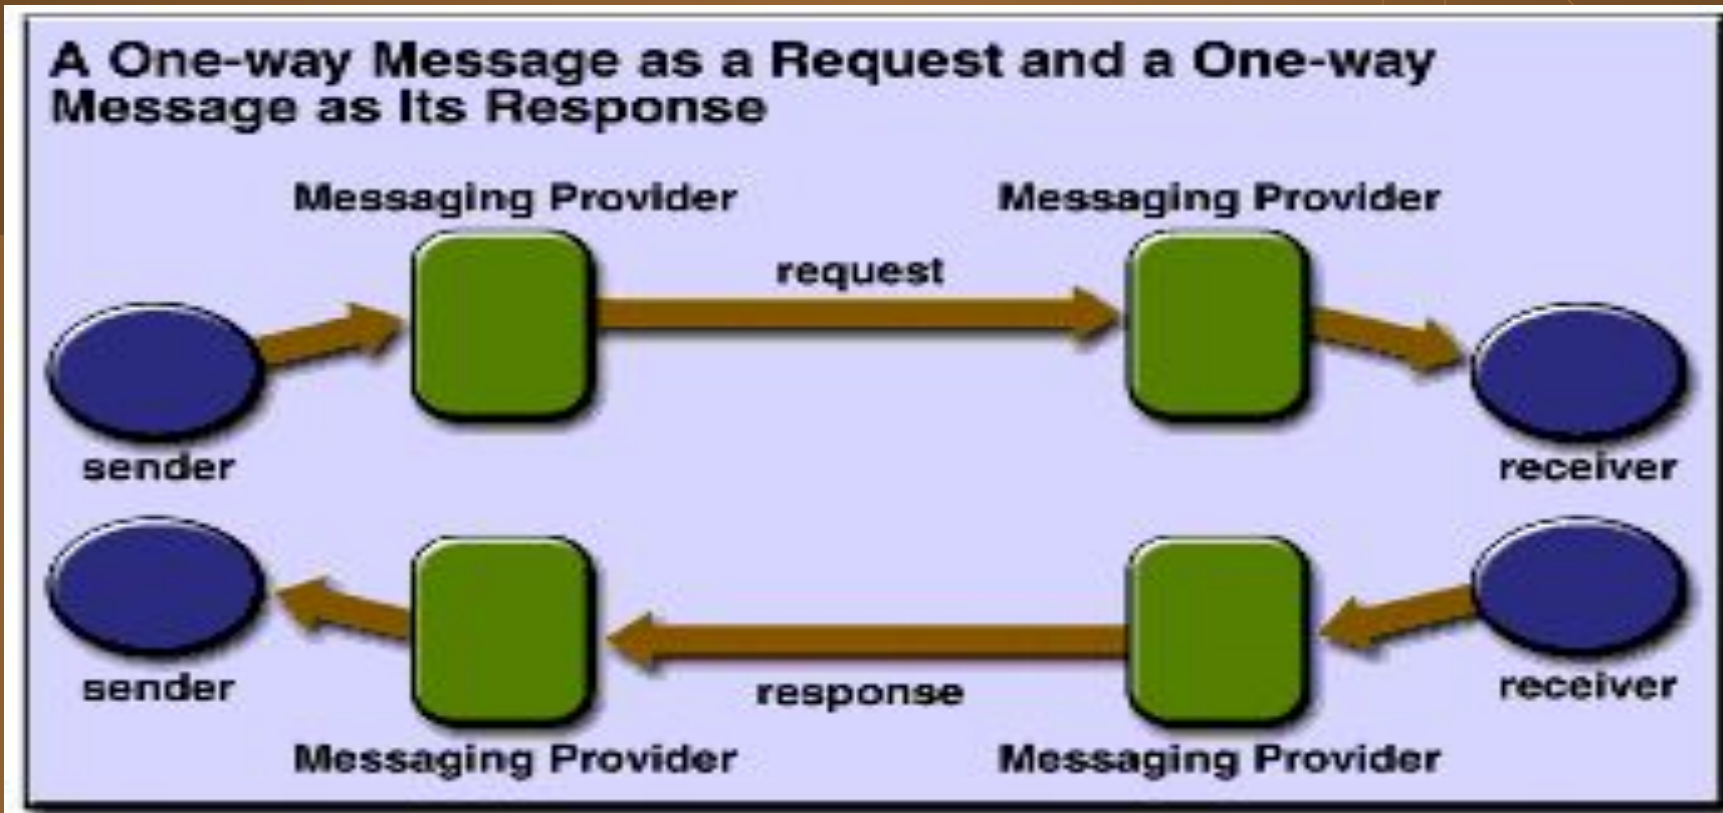 A One-way Message as a Request and a One-way
Message as Its Response
Messaging Provider
Messaging Provider
request
sender
receiver
sender
response
receiver
Messaging Provider
Messaging Provider